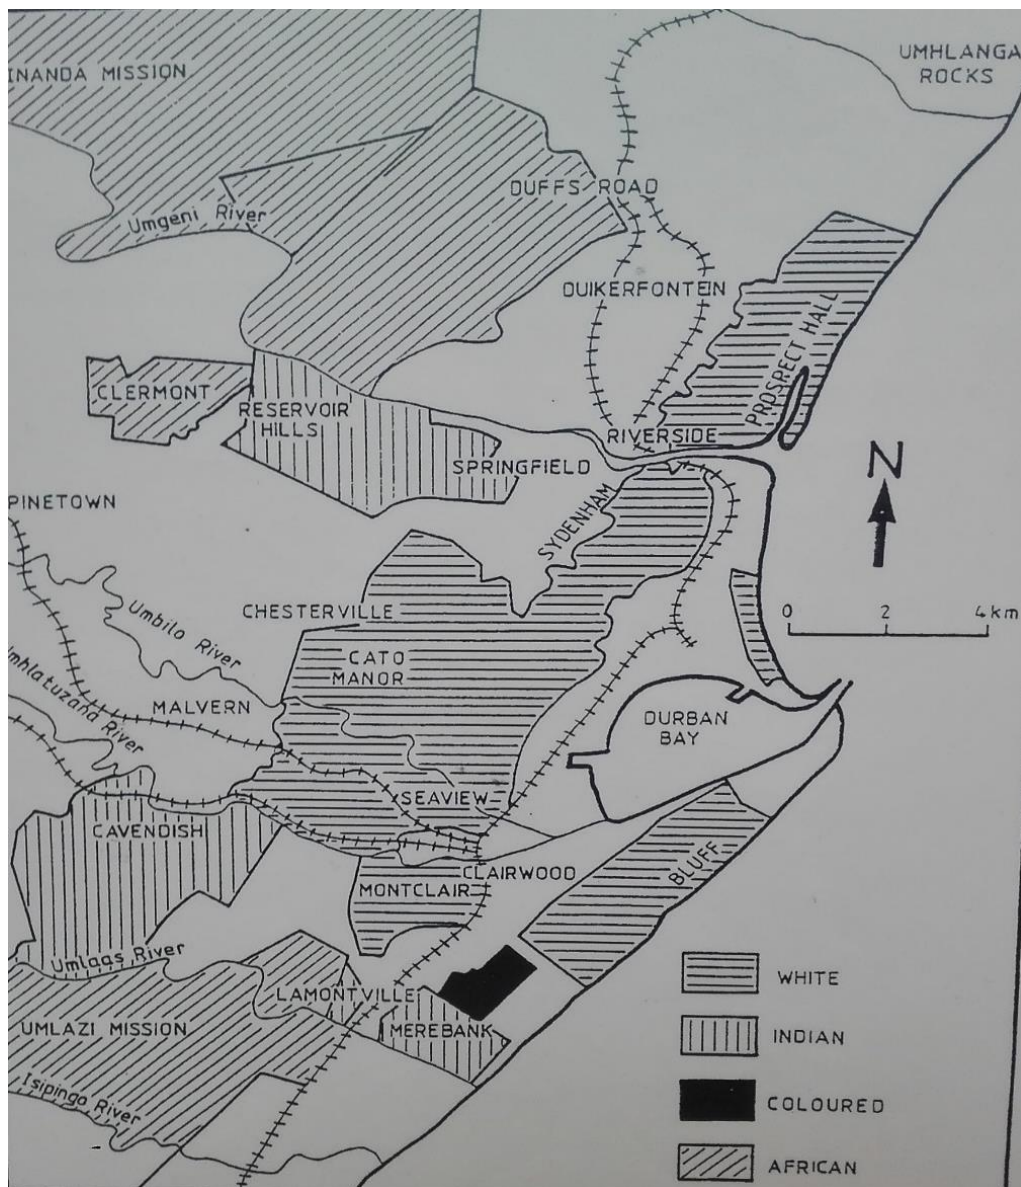 UMHLANGA
ROCKS
INANDA MISSION
DUFFS ROAD
Umgeni River
DUIKERFONTEIN
PROSPECT HALL
CLERMONT
RESERVOIR
HILLS
RIVERSIDE
SPRINGFIELD
N
PINETOWN
SYDENHAM
CHESTERVILLE
Umbilo River
0 2 4km
CATO
MANOR
Umhlatuzana River
MALVERN
DURBAN
BAY
SEAVIEW
CAVENDISH
CLAIRWOOD
BLUFF
MONTCLAIR
Umlaas River
WHITE
LAMONTVILLE
UMLAZI MISSION
MEREBANK
INDIAN
Isipingo River
COLOURED
AFRICAN